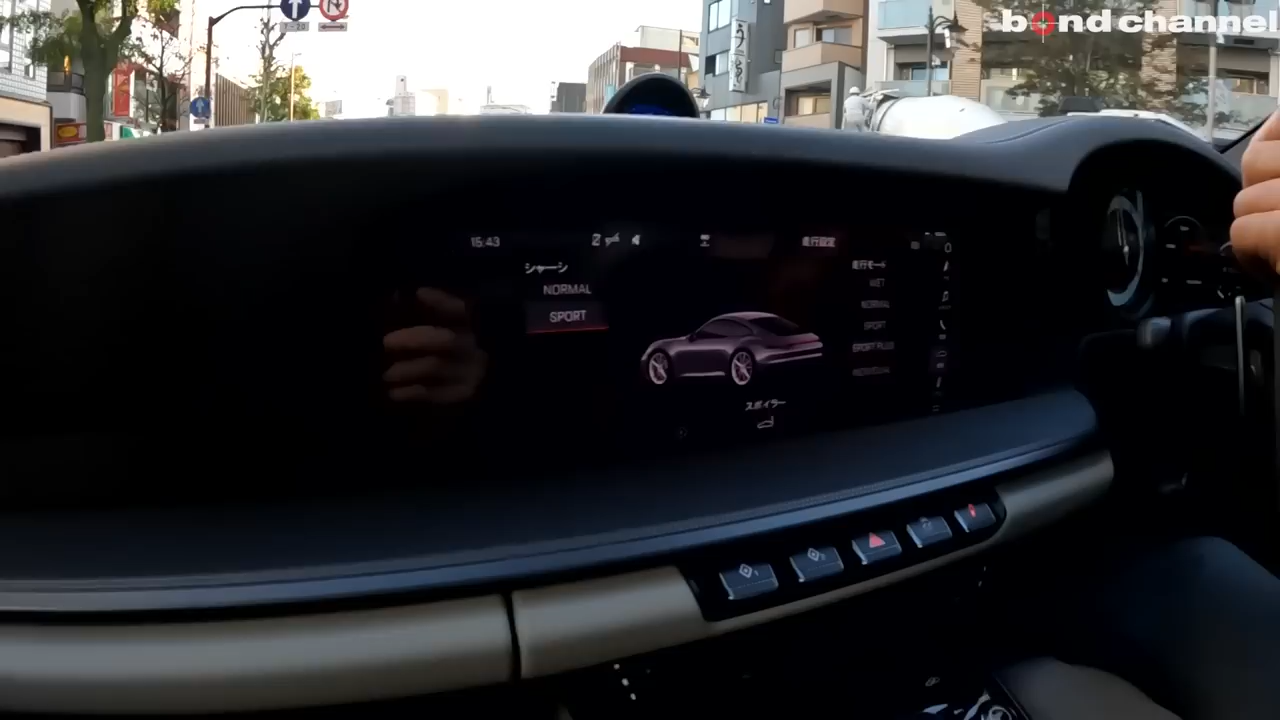 bond channel
15:43
走行設定
シャーシ
NORMAL
SPORT
走行モード
WET
NORMAL
SPORT
SPORT PLUS
INDIVIDUAL
スポイラー